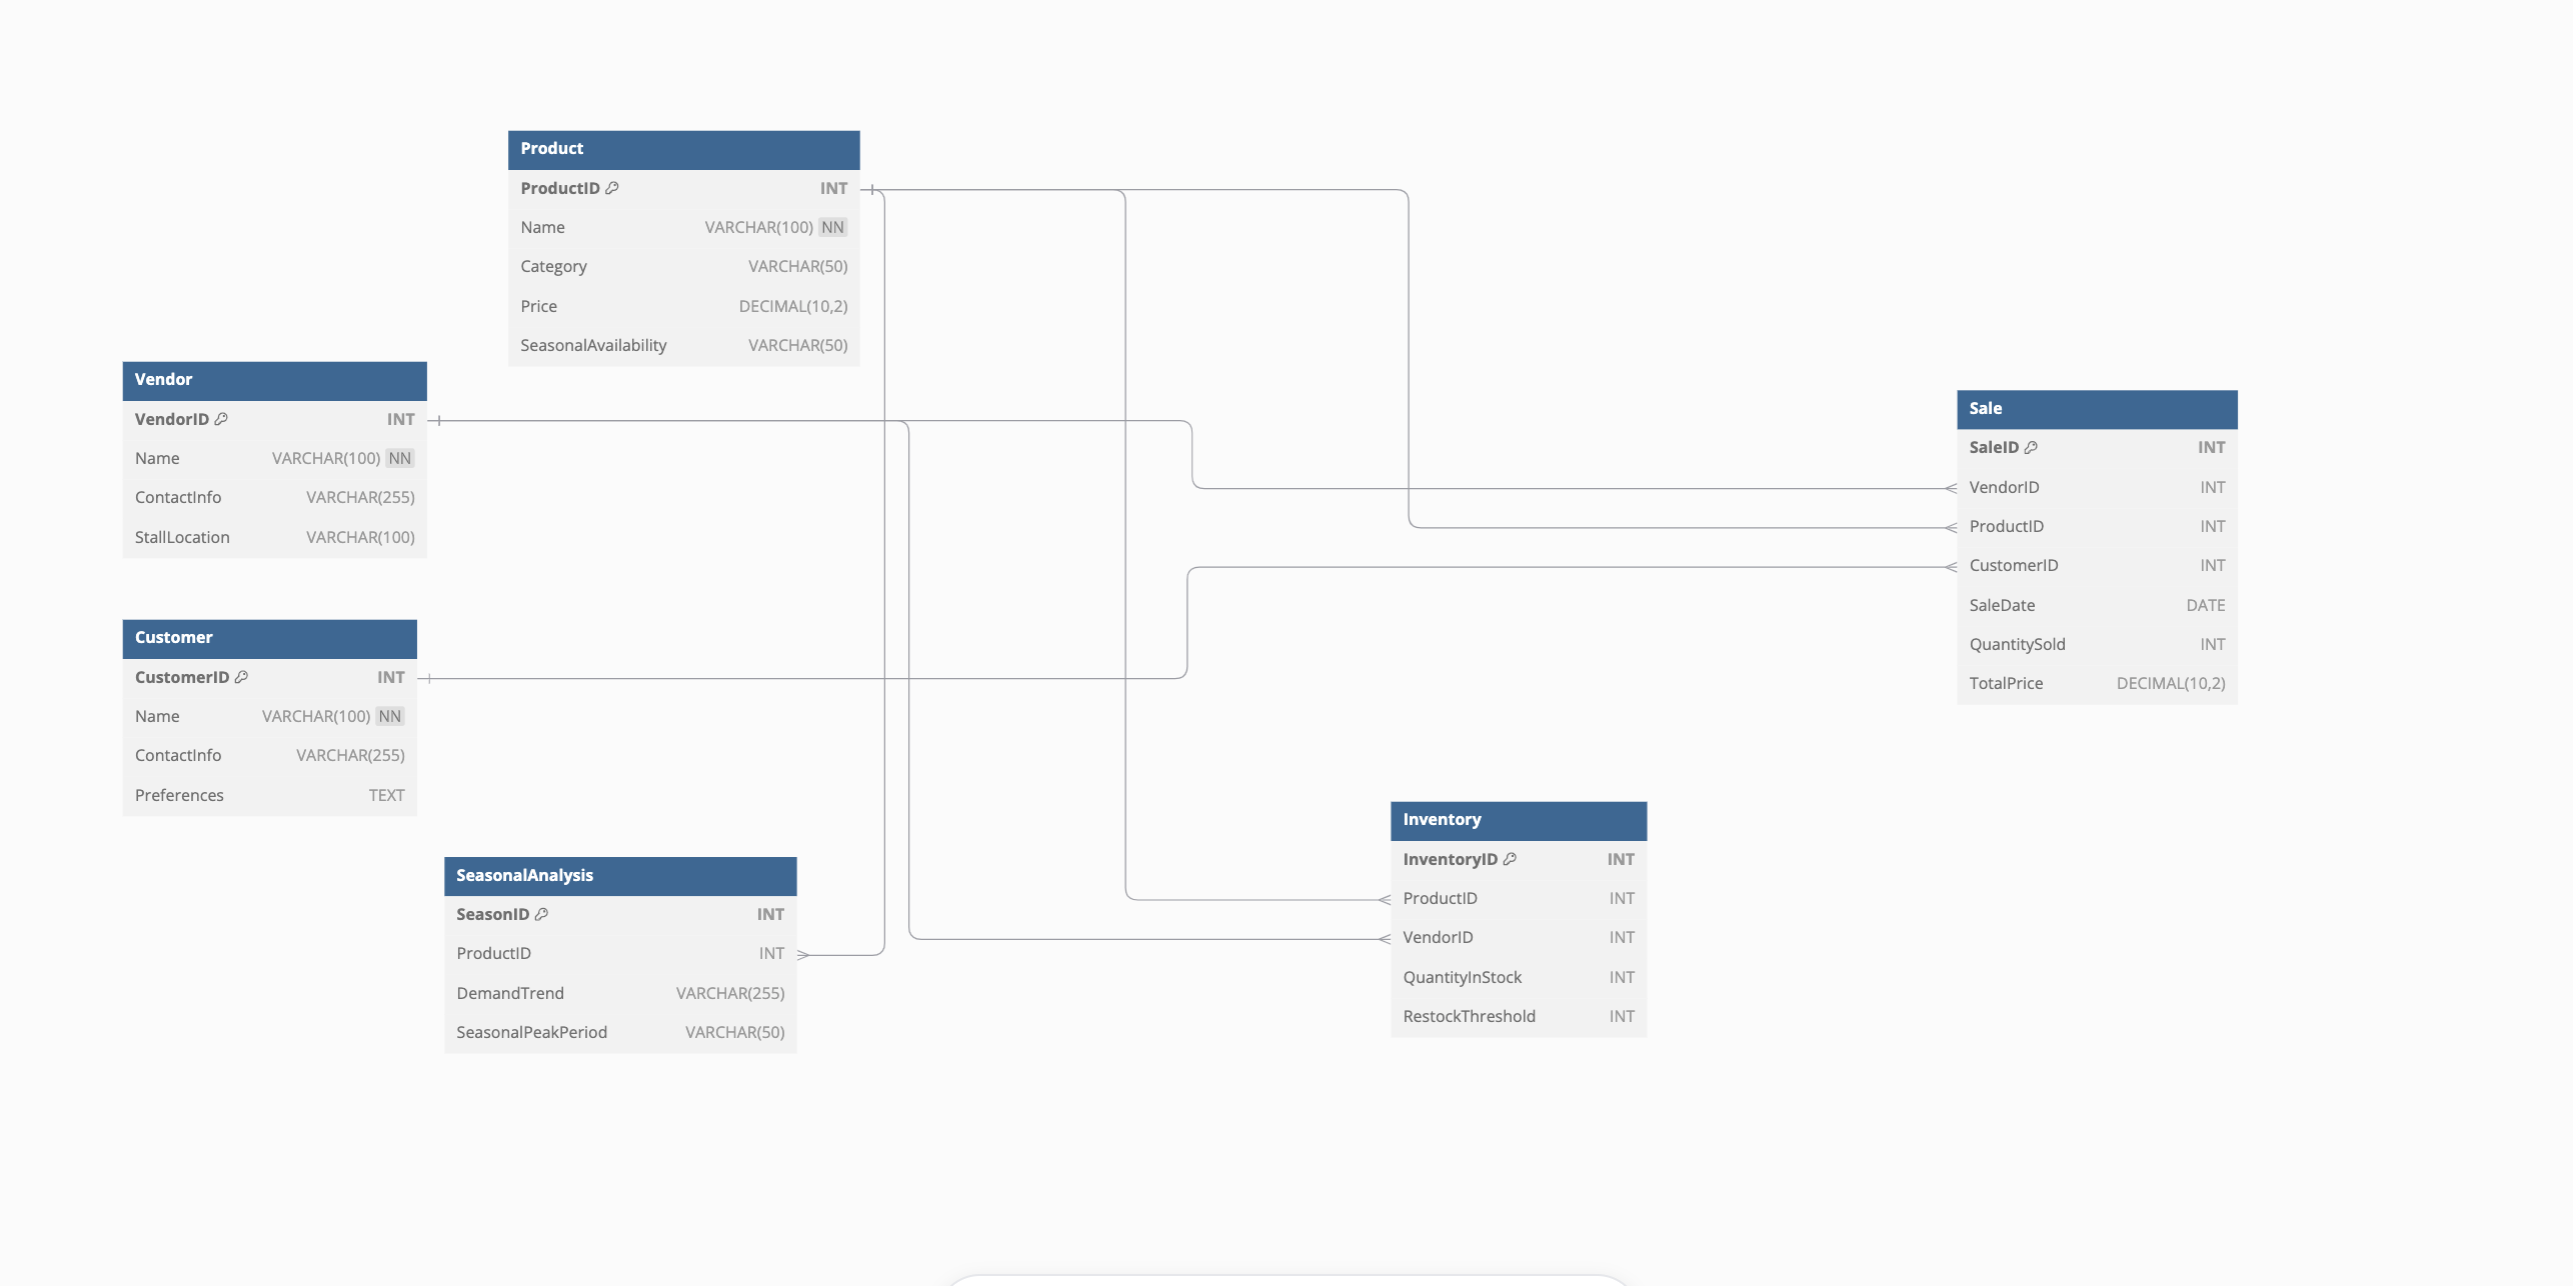 Product
ProductID INT
Name VARCHAR(100) NN
Category VARCHAR(50)
Price DECIMAL(10,2)
SeasonalAvailability VARCHAR(50)
Vendor
VendorID INT
Name VARCHAR(100) NN
ContactInfo VARCHAR(255)
StallLocation VARCHAR(100)
Sale
SaleID INT
VendorID INT
ProductID INT
CustomerID INT
SaleDate DATE
QuantitySold INT
TotalPrice DECIMAL(10,2)
Customer
CustomerID INT
Name VARCHAR(100) NN
ContactInfo VARCHAR(255)
Preferences TEXT
Inventory
InventoryID INT
ProductID INT
VendorID INT
QuantityInStock INT
RestockThreshold INT
SeasonalAnalysis
SeasonID INT
ProductID INT
DemandTrend VARCHAR(255)
SeasonalPeakPeriod VARCHAR(50)